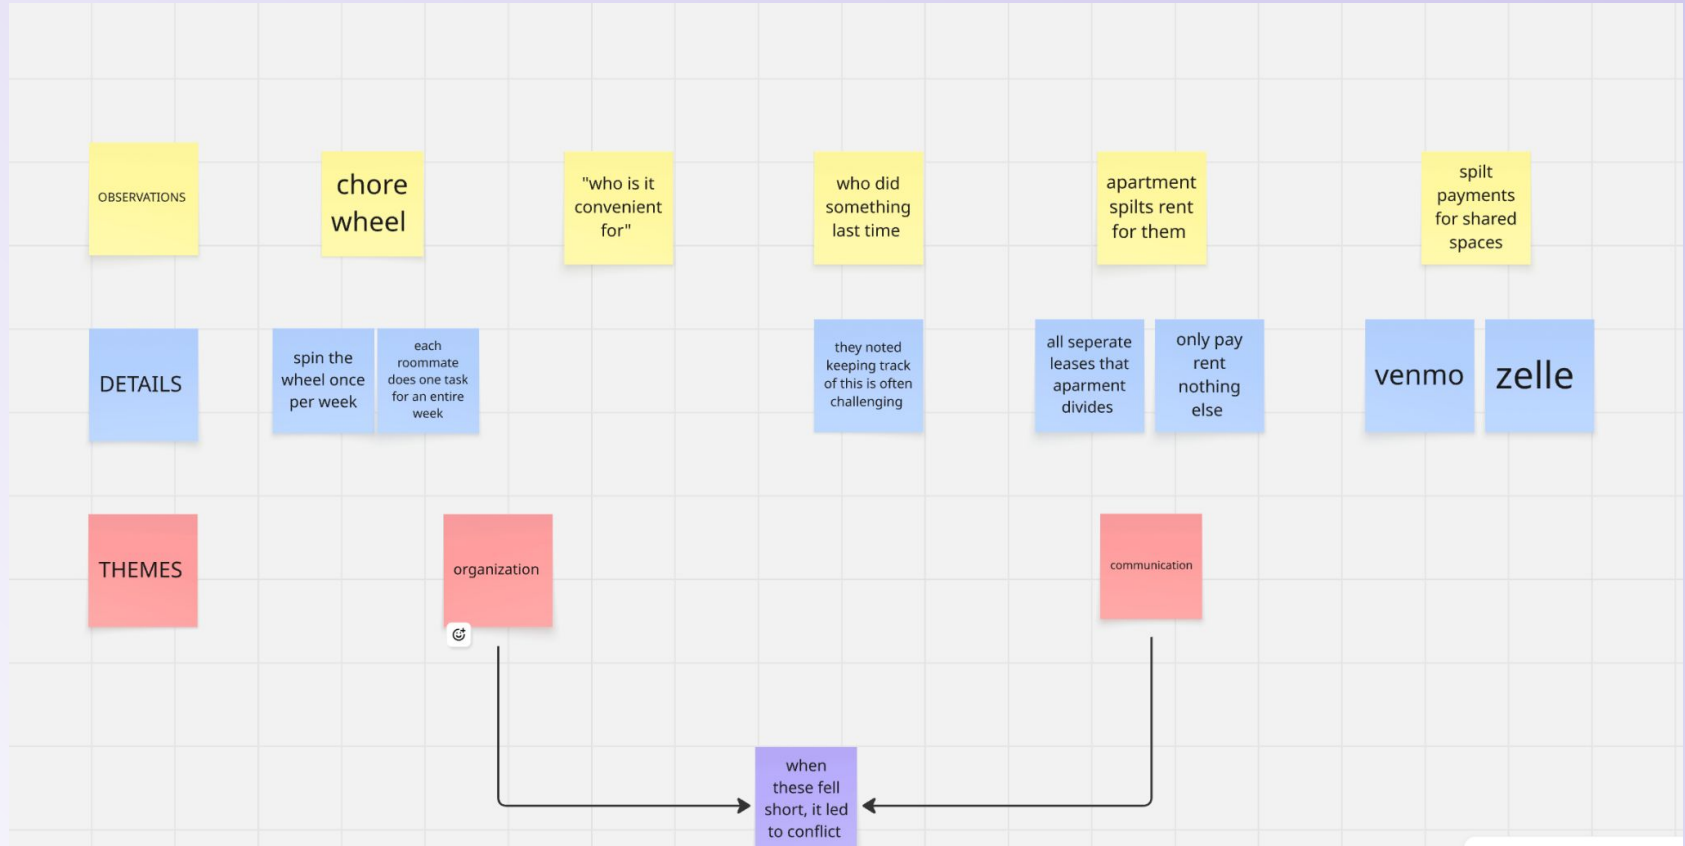 OBSERVATIONS
chore
wheel
"who is it
convenient
for"
who did
something
last time
apartment
spilts rent
for them
spilt
payments
for shared
spaces
DETAILS
spin the
wheel once
per week
each
roommate
does one task
for an entire
week
they noted
keeping track
of this is often
challenging
all seperate
leases that
aparment
divides
only pay
rent
nothing
else
venmo
zelle
THEMES
organization
communication
when
these fell
short, it led
to conflict